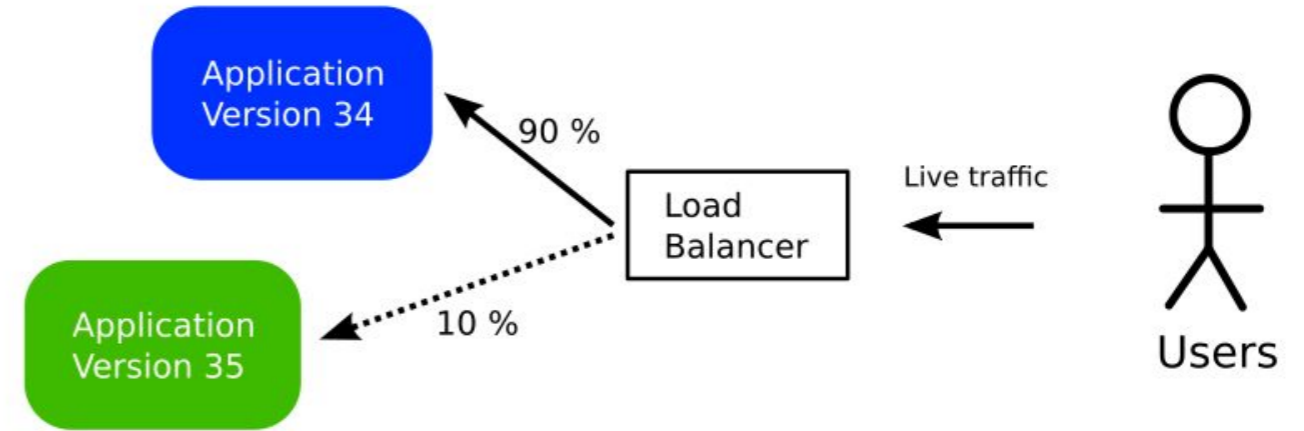 Application
Version 34
90 %
Load
Balancer
Live traffic
Application
Version 35
10 %
Users